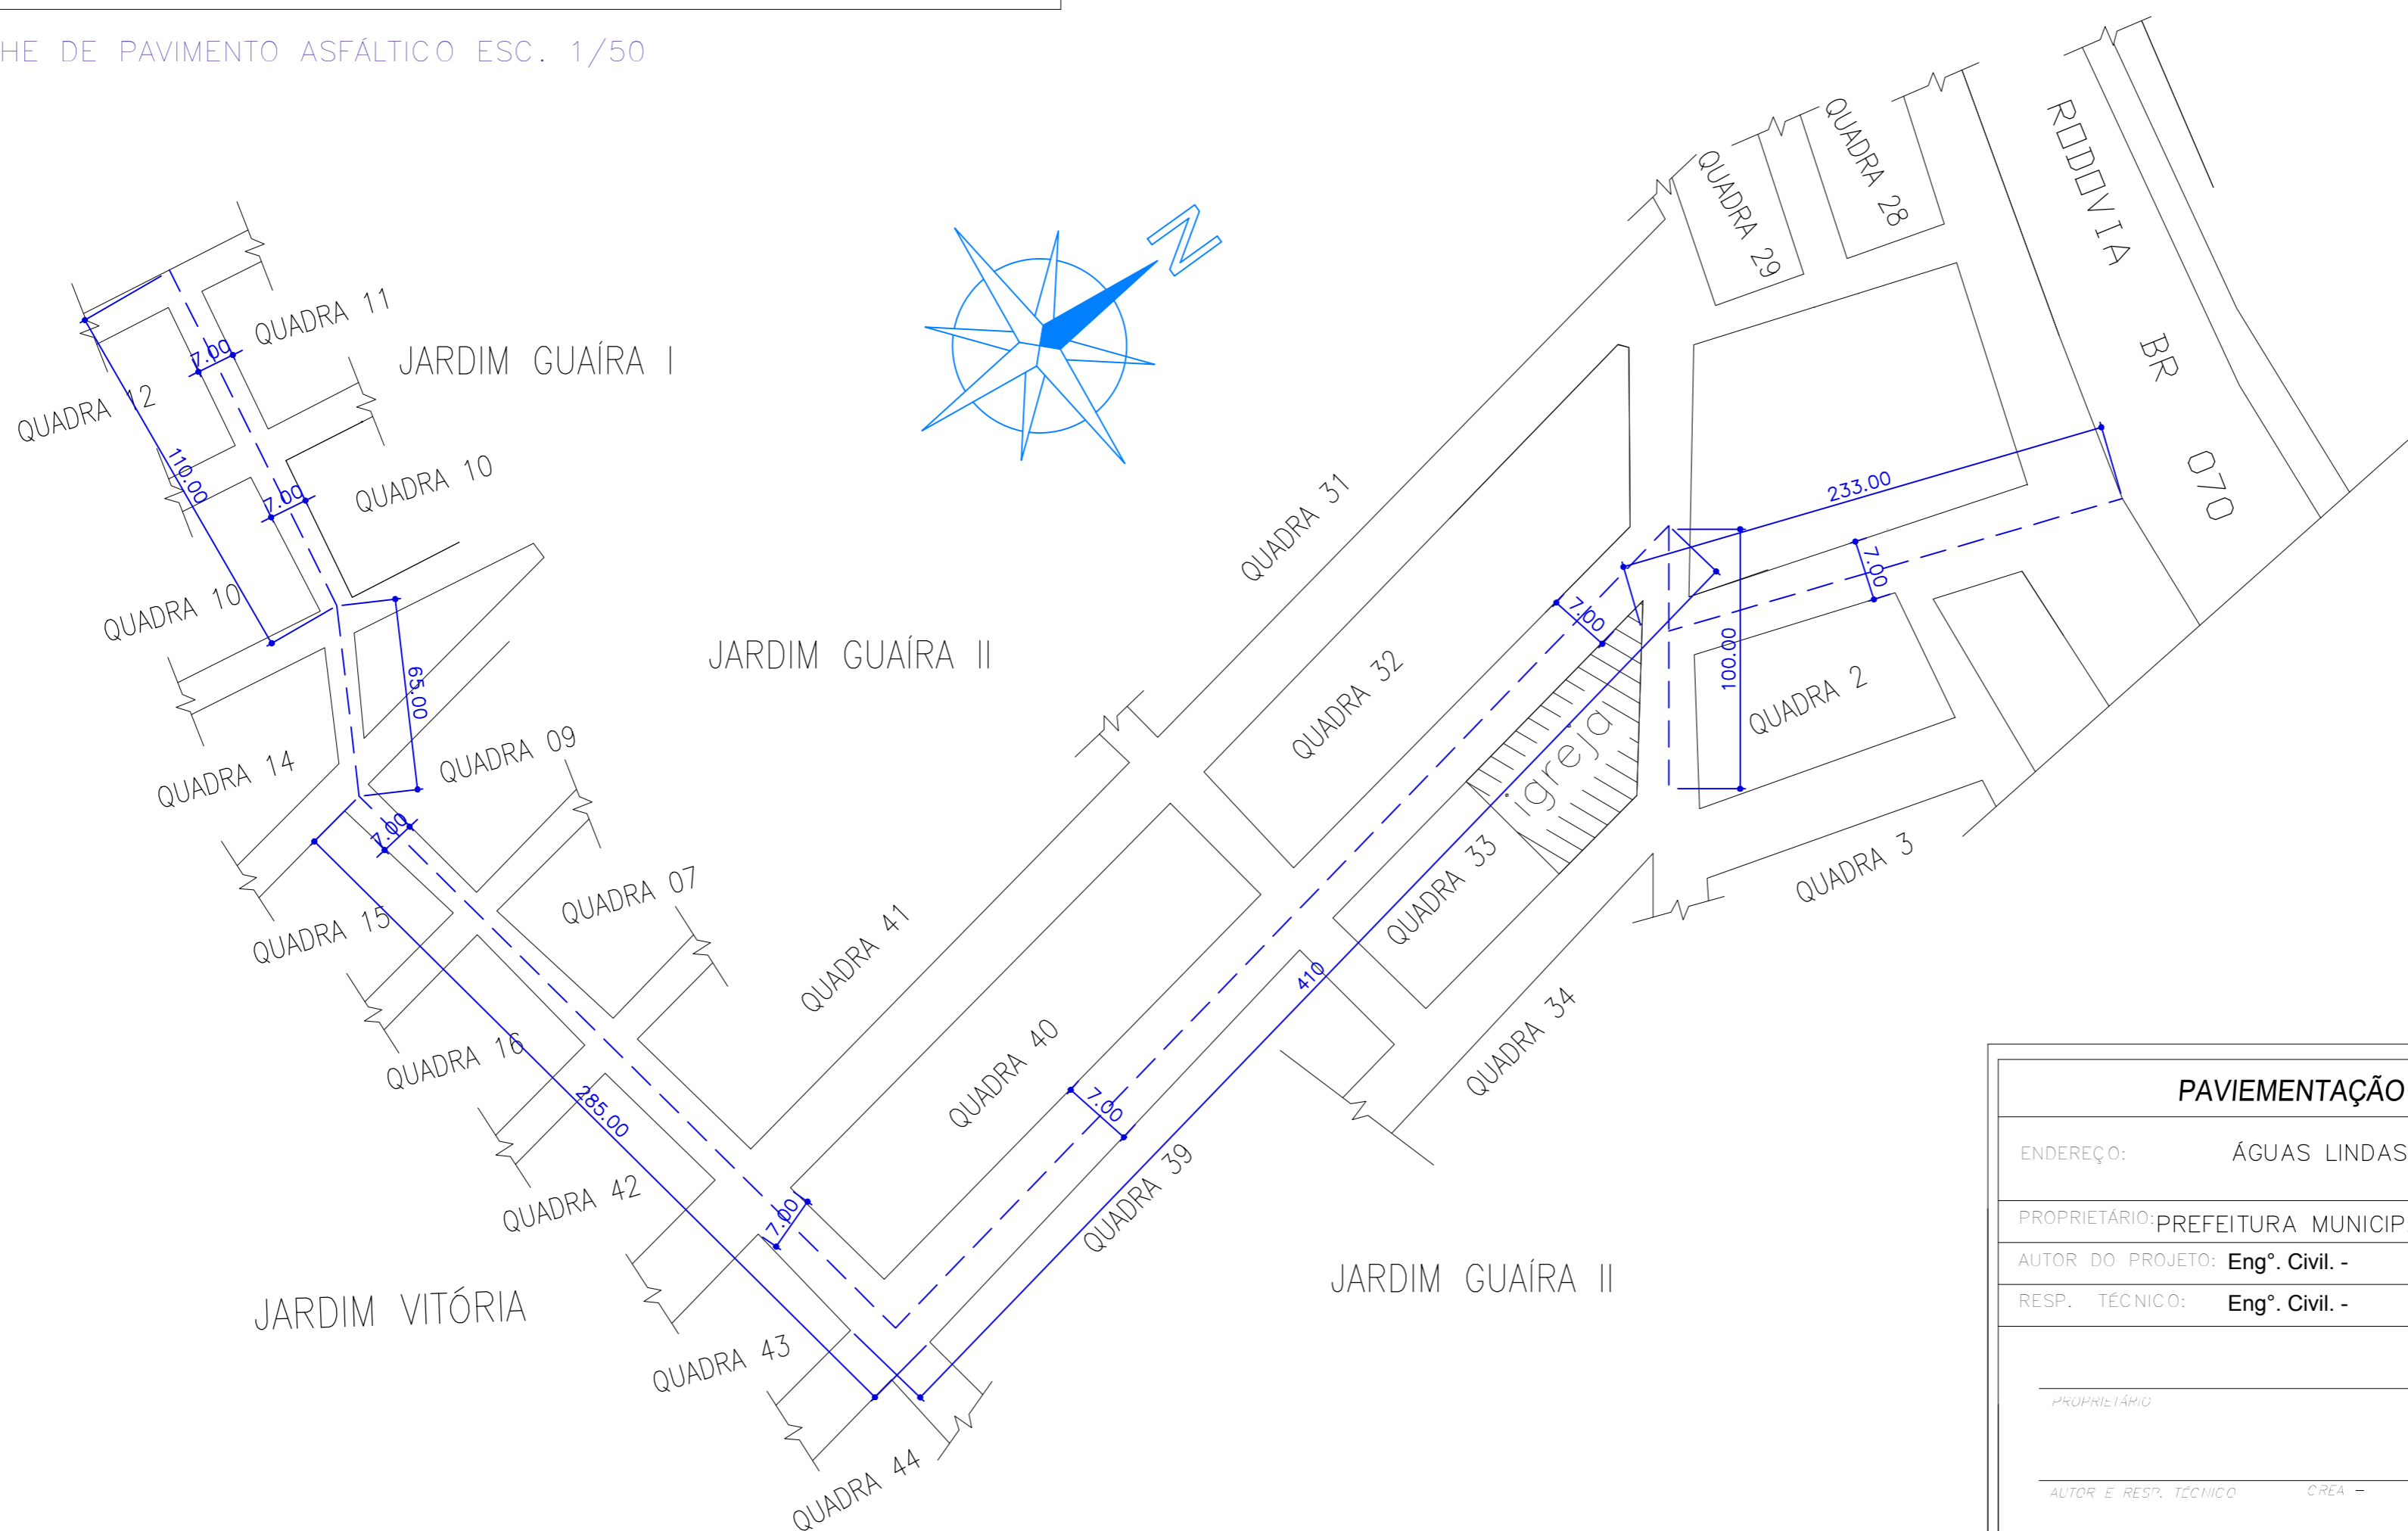 HE DE PAVIMENTO ASFÁLTICO ESC. 1/50
QUADRA 28
QUADRA 29
RODOVIA BR 070
N
QUADRA 11
7.00
JARDIM GUAÍRA I
QUADRA 12
110.00
QUADRA 10
7.00
QUADRA 31
233.00
7.00
QUADRA 10
7.00
JARDIM GUAÍRA II
QUADRA 32
100.00
65.00
QUADRA 2
igreja
QUADRA 14
QUADRA 09
7.00
QUADRA 33
QUADRA 3
QUADRA 07
QUADRA 15
QUADRA 41
410
QUADRA 34
QUADRA 16
QUADRA 40
7.00
285.00
QUADRA 42
7.00
QUADRA 39
JARDIM VITÓRIA
JARDIM GUAÍRA II
QUADRA 43
QUADRA 44
PAVIEMENTAÇÃO
ENDEREÇO: ÁGUAS LINDAS
PROPRIETÁRIO: PREFEITURA MUNICIP
AUTOR DO PROJETO: Eng°. Civil. -
RESP. TÉCNICO: Eng°. Civil. -
PROPRIETÁRIO
AUTOR E RESP. TÉCNICO CREA –